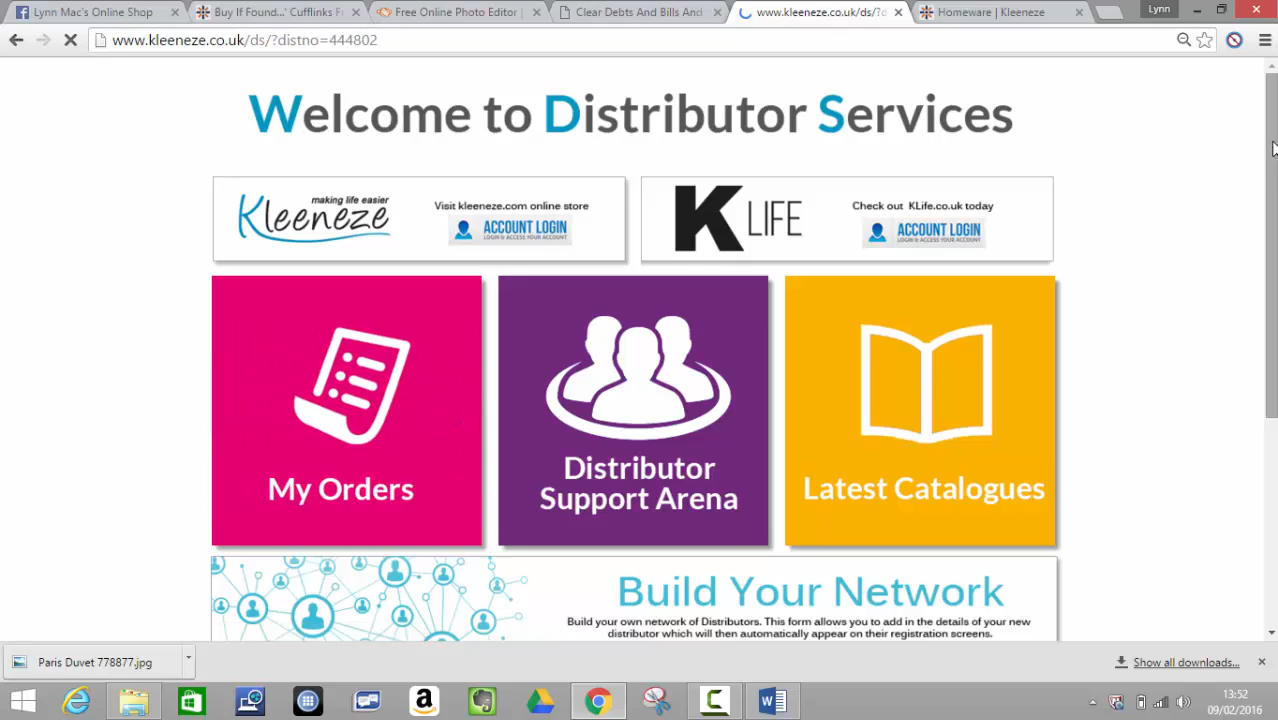 Lynn Mac's Online Shop
Buy If Found...' Cufflinks F
Free Online Photo Editor |
Clear Debts And Bills And
www.kleeneze.co.uk/ds/?d
Homeware | Kleeneze
Lynn
www.kleeneze.co.uk/ds/?distno=444802
Welcome to Distributor Services
making life easier
Kleeneze
Visit kleeneze.com online store
ACCOUNT LOGIN
LOGIN & ACCESS YOUR ACCOUNT
K LIFE
Check out KLife.co.uk today
ACCOUNT LOGIN
LOGIN & ACCESS YOUR ACCOUNT
My Orders
Distributor
Support Arena
Latest Catalogues
Build Your Network
Build your own network of Distributors. This form allows you to add in the details of your new
distributor which will then automatically appear on their registration screens.
Paris Duvet 778877.jpg
Show all downloads...
13:52
09/02/2016